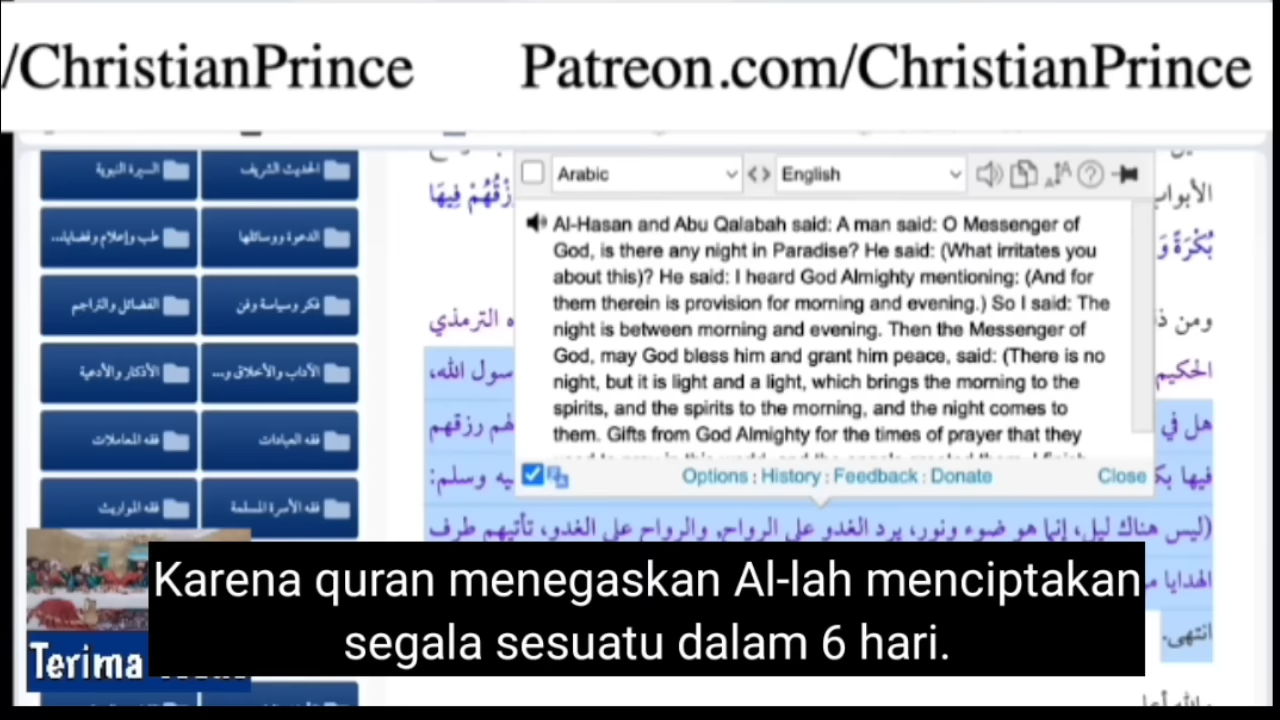 /ChristianPrince Patreon.com/ChristianPrince
السيرة النبوية
الحديث الشريف
طب وإعلام وقضايا...
الدعوة ووسائلها
الفضائل والتراجم
فكر وسياسة وفن
الأذكار والأدعية
الآداب والأخلاق و...
فقه المعاملات
فقه العبادات
فقه المواريث
فقه الأسرة المسلمة
Arabic <> English
Al-Hasan and Abu Qalabah said: A man said: O Messenger of
God, is there any night in Paradise? He said: (What irritates you
about this)? He said: I heard God Almighty mentioning: (And for
them therein is provision for morning and evening.) So I said: The
night is between morning and evening. Then the Messenger of
God, may God bless him and grant him peace, said: (There is no
night, but it is light and a light, which brings the morning to the
spirits, and the spirits to the morning, and the night comes to
them. Gifts from God Almighty for the times of prayer that they
Options : History : Feedback : Donate Close
الأبواب
رِزْقُهُمْ فِيهَا
بُكْرَةً وَ
ومن ذ
ه الترمذي
الحكيم
سول الله،
هل في
لهم رزقهم
فيها بك
يه وسلم:
(ليس هناك ليل، إنما هو ضوء ونور، يرد الغدو على الرواح، والرواح على الغدو، تأتيهم طرف
الهدايا م
انتهى.
Karena quran menegaskan Al-lah menciptakan
segala sesuatu dalam 6 hari.
Terima